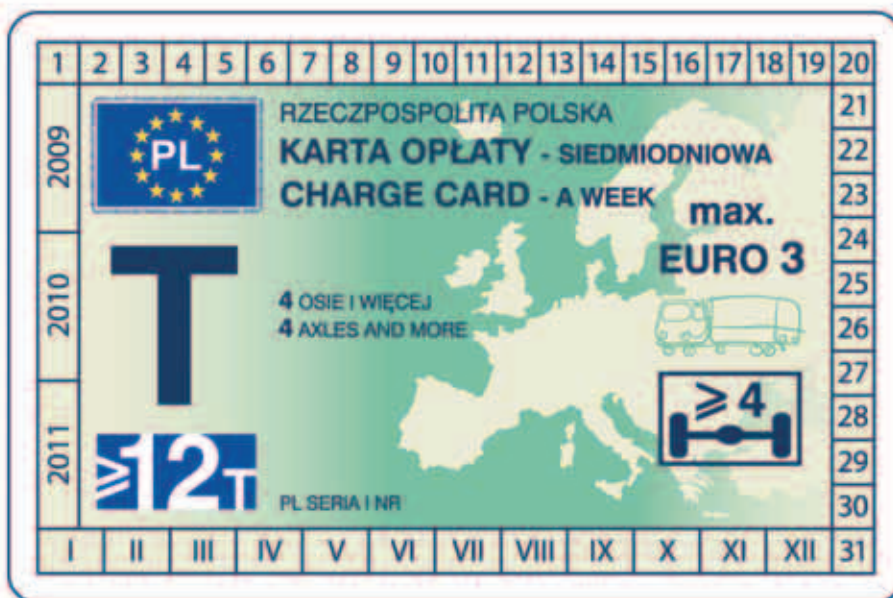 1 2 3 4 5 6 7 8 9 10 11 12 13 14 15 16 17 18 19 20
21
22
23
24
25
26
27
28
29
30
31
2009
2010
2011
PL
RZECZPOSPOLITA POLSKA
KARTA OPŁATY - SIEDMIODNIOWA
CHARGE CARD - A WEEK
max.
EURO 3
T
4 OSIE I WIĘCEJ
4 AXLES AND MORE
≥ 4
≥12T
PL SERIA I NR
I II III IV V VI VII VIII IX X XI XII